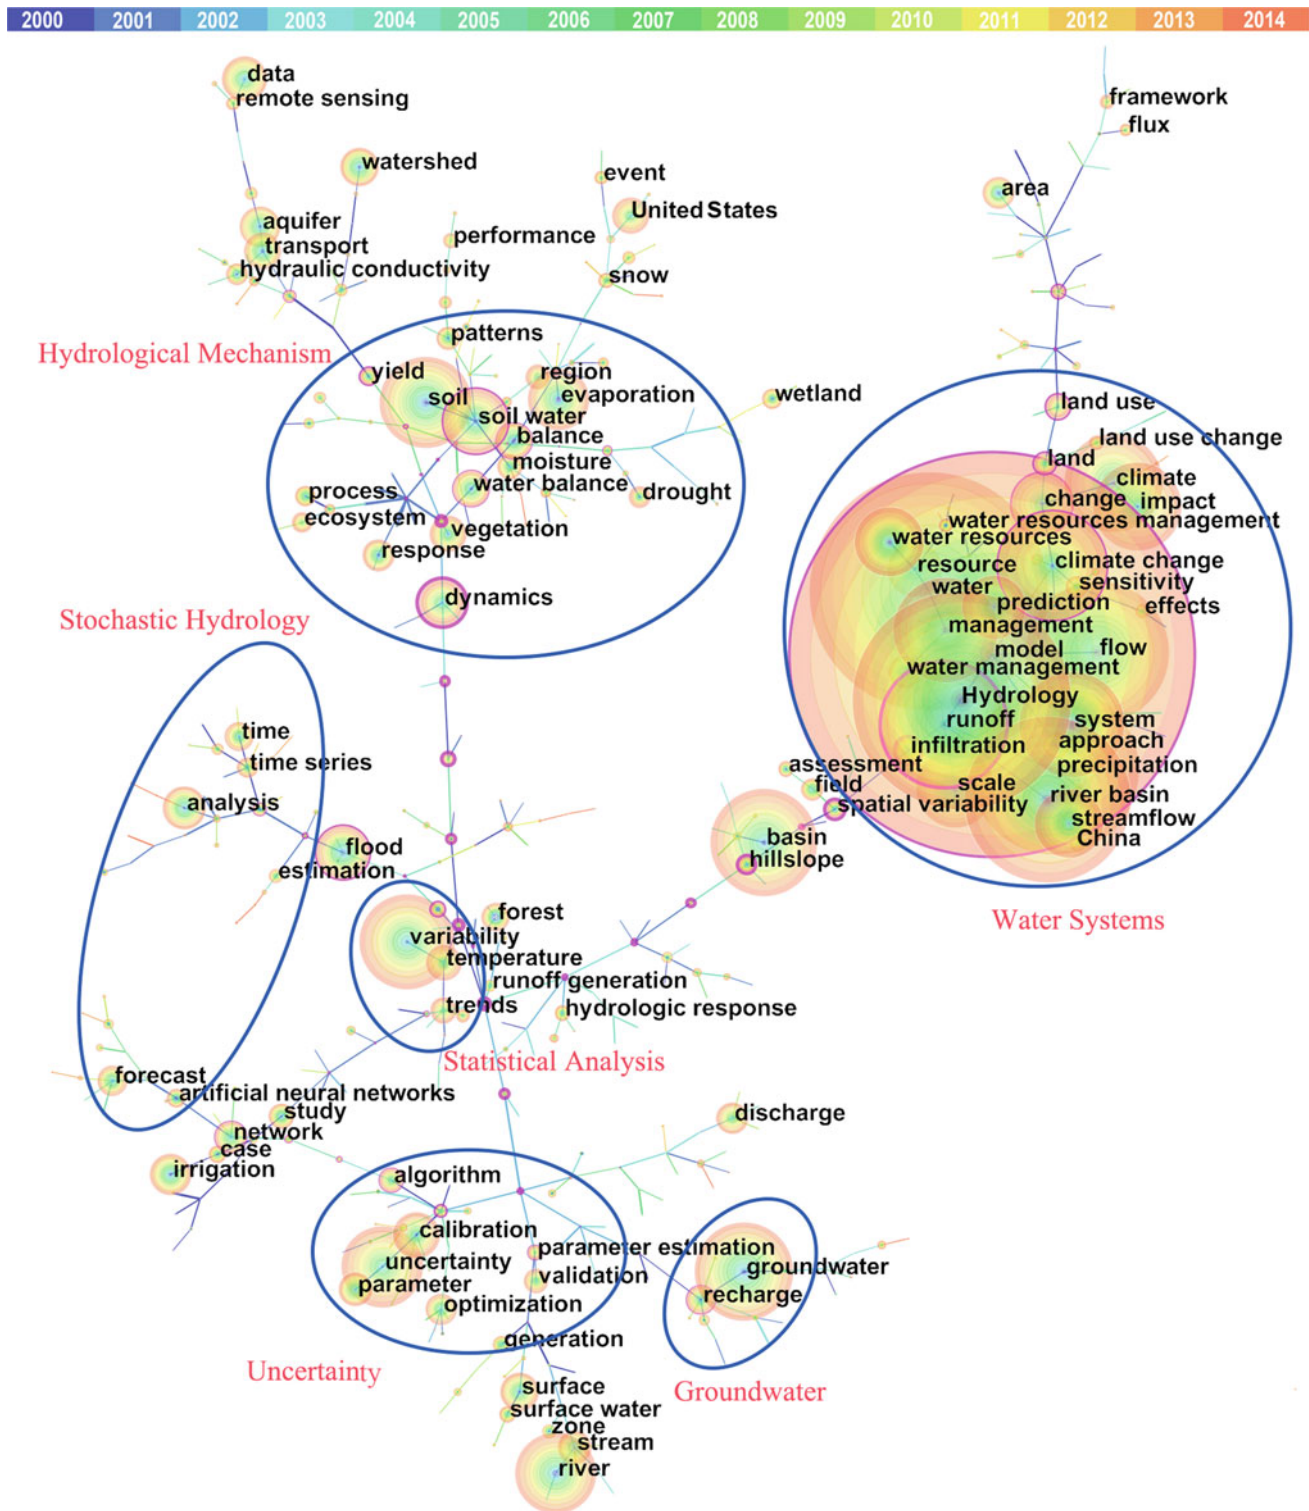 2000 2001 2002 2003 2004 2005 2006 2007 2008 2009 2010 2011 2012 2013 2014
data
remote sensing
framework
flux
watershed
event
area
United States
aquifer
transport
performance
hydraulic conductivity
snow
patterns
Hydrological Mechanism
yield
region
soil
evaporation
wetland
land use
soil water
balance
land use change
moisture
land
water balance
climate
process
drought
change
impact
ecosystem
vegetation
water resources management
water resources
response
resource
climate change
water
sensitivity
dynamics
prediction
effects
Stochastic Hydrology
management
model
flow
water management
Hydrology
time
runoff
system
infiltration
approach
time series
assessment
precipitation
field
scale
analysis
spatial variability
river basin
streamflow
flood
basin
China
estimation
hillslope
forest
Water Systems
variability
temperature
runoff generation
trends
hydrologic response
Statistical Analysis
forecast
artificial neural networks
study
discharge
network
case
irrigation
algorithm
calibration
parameter estimation
uncertainty
groundwater
parameter
validation
recharge
optimization
generation
Uncertainty
Groundwater
surface
surface water
zone
stream
river